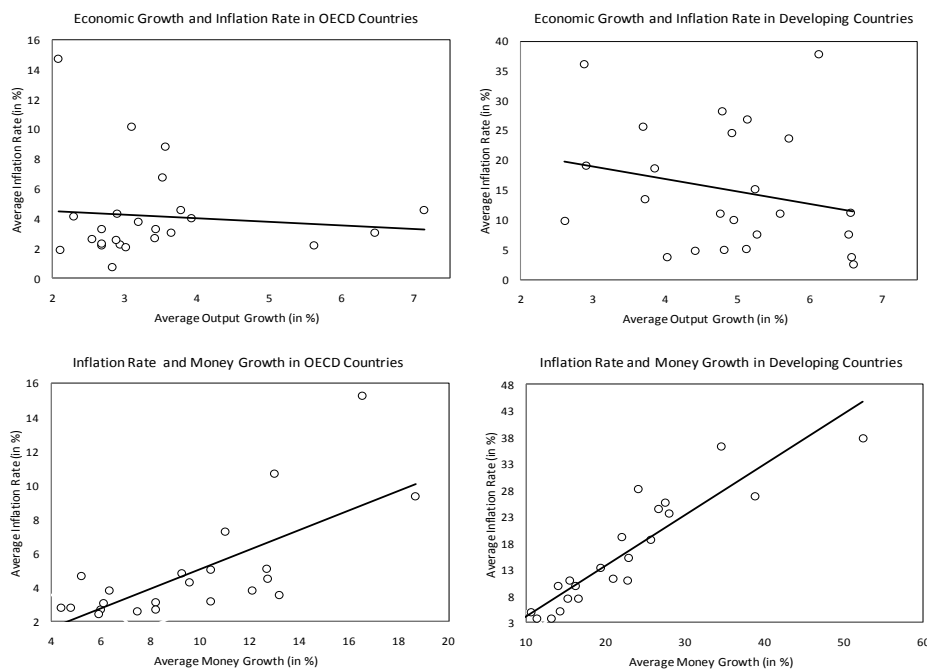 Economic Growth and Inflation Rate in OECD Countries
Average Inflation Rate (in %)
16
14
12
10
8
6
4
2
0
2 3 4 5 6 7
Average Output Growth (in %)
Economic Growth and Inflation Rate in Developing Countries
Average Inflation Rate (in %)
40
35
30
25
20
15
10
5
0
2 3 4 5 6 7
Average Output Growth (in %)
Inflation Rate and Money Growth in OECD Countries
Average Inflation Rate (in %)
16
14
12
10
8
6
4
2
4 6 8 10 12 14 16 18 20
Average Money Growth (in %)
Inflation Rate and Money Growth in Developing Countries
Average Inflation Rate (in %)
48
43
38
33
28
23
18
13
8
3
10 20 30 40 50 60
Average Money Growth (in %)